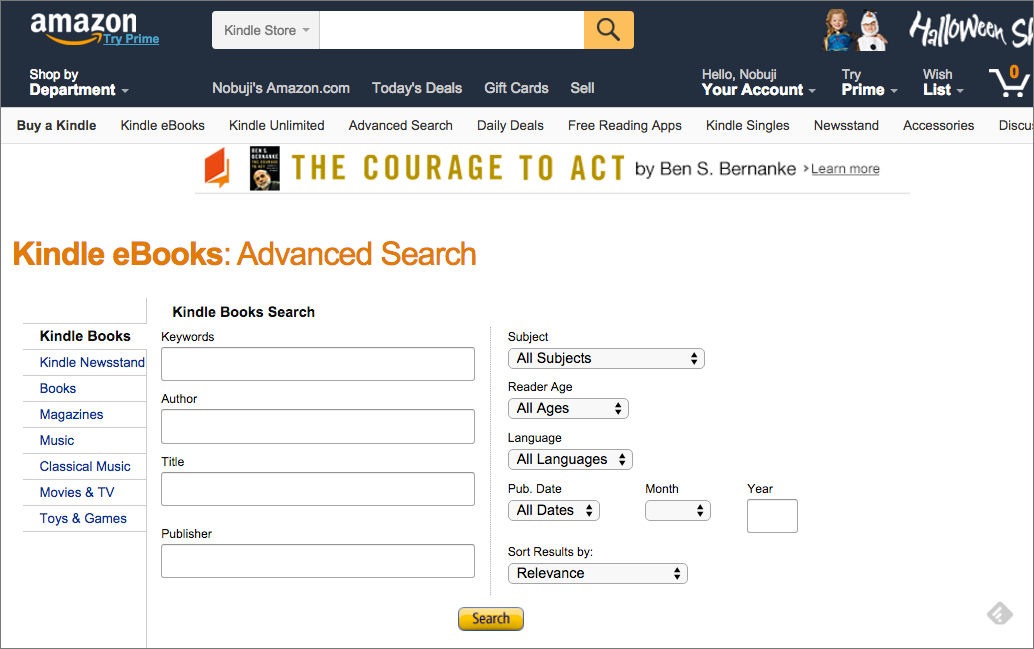 amazon
Try Prime
Kindle Store
Halloween
Shop by
Department
Nobuji's Amazon.com
Today's Deals
Gift Cards
Sell
Hello, Nobuji
Your Account
Try
Prime
Wish
List
0
Buy a Kindle
Kindle eBooks
Kindle Unlimited
Advanced Search
Daily Deals
Free Reading Apps
Kindle Singles
Newsstand
Accessories
Discu
BEN S.
BERNANKE
THE COURAGE
TO ACT
THE COURAGE TO ACT by Ben S. Bernanke › Learn more
Kindle eBooks: Advanced Search
Kindle Books
Kindle Newsstand
Books
Magazines
Music
Classical Music
Movies & TV
Toys & Games
Kindle Books Search
Keywords
Author
Title
Publisher
Subject
All Subjects
Reader Age
All Ages
Language
All Languages
Pub. Date
All Dates
Month
Year
Sort Results by:
Relevance
Search